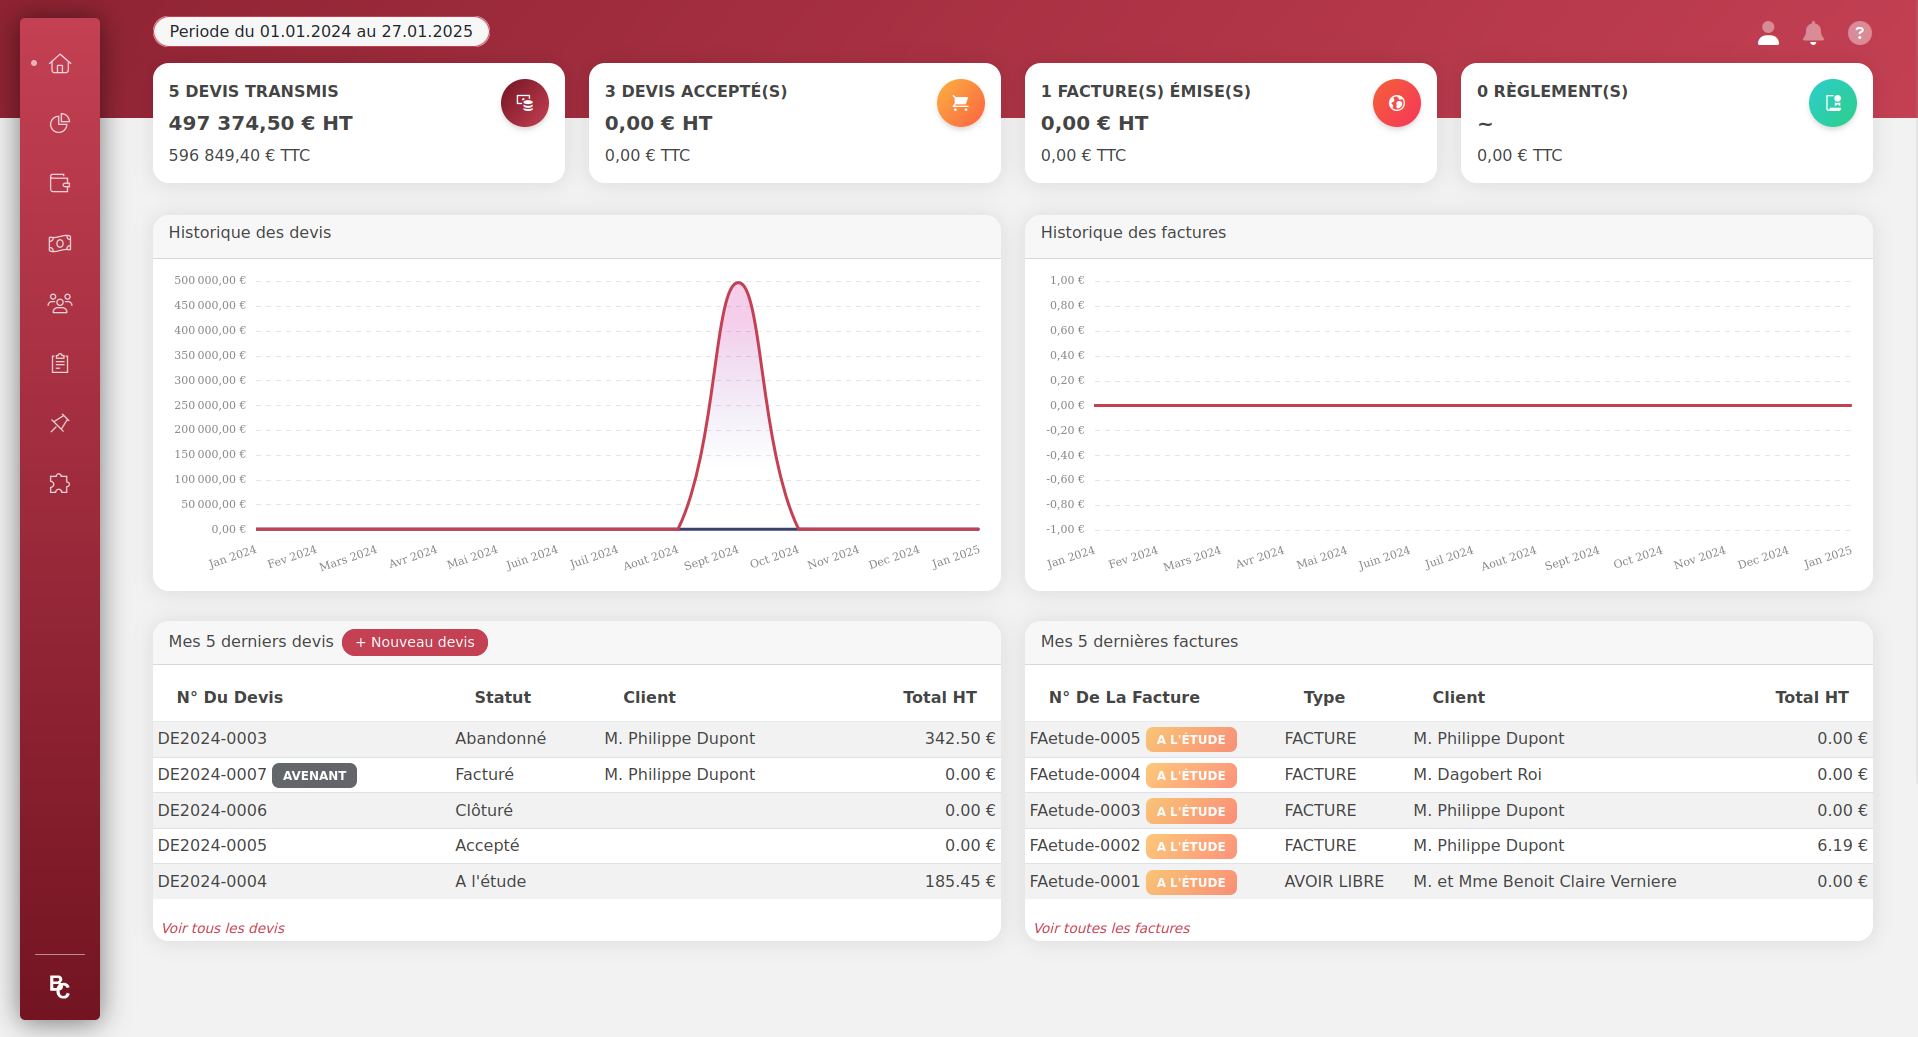 Periode du 01.01.2024 au 27.01.2025
?
5 DEVIS TRANSMIS
497 374,50 € HT
596 849,40 € TTC
3 DEVIS ACCEPTÉ(S)
0,00 € HT
0,00 € TTC
1 FACTURE(S) ÉMISE(S)
0,00 € HT
0,00 € TTC
0 RÈGLEMENT(S)
~
0,00 € TTC
Historique des devis
500 000,00 €
450 000,00 €
400 000,00 €
350 000,00 €
300 000,00 €
250 000,00 €
200 000,00 €
150 000,00 €
100 000,00 €
50 000,00 €
0,00 €
Jan 2024 Fev 2024 Mars 2024 Avr 2024 Mai 2024 Juin 2024 Juil 2024 Aout 2024 Sept 2024 Oct 2024 Nov 2024 Dec 2024 Jan 2025
Historique des factures
1,00 €
0,80 €
0,60 €
0,40 €
0,20 €
0,00 €
-0,20 €
-0,40 €
-0,60 €
-0,80 €
-1,00 €
Jan 2024 Fev 2024 Mars 2024 Avr 2024 Mai 2024 Juin 2024 Juil 2024 Aout 2024 Sept 2024 Oct 2024 Nov 2024 Dec 2024 Jan 2025
Mes 5 derniers devis + Nouveau devis
N° Du Devis Statut Client Total HT
DE2024-0003 Abandonné M. Philippe Dupont 342.50 €
DE2024-0007 AVENANT Facturé M. Philippe Dupont 0.00 €
DE2024-0006 Clôturé 0.00 €
DE2024-0005 Accepté 0.00 €
DE2024-0004 A l'étude 185.45 €
Voir tous les devis
Mes 5 dernières factures
N° De La Facture Type Client Total HT
FAetude-0005 A L'ÉTUDE FACTURE M. Philippe Dupont 0.00 €
FAetude-0004 A L'ÉTUDE FACTURE M. Dagobert Roi 0.00 €
FAetude-0003 A L'ÉTUDE FACTURE M. Philippe Dupont 0.00 €
FAetude-0002 A L'ÉTUDE FACTURE M. Philippe Dupont 6.19 €
FAetude-0001 A L'ÉTUDE AVOIR LIBRE M. et Mme Benoit Claire Verniere 0.00 €
Voir toutes les factures
BC